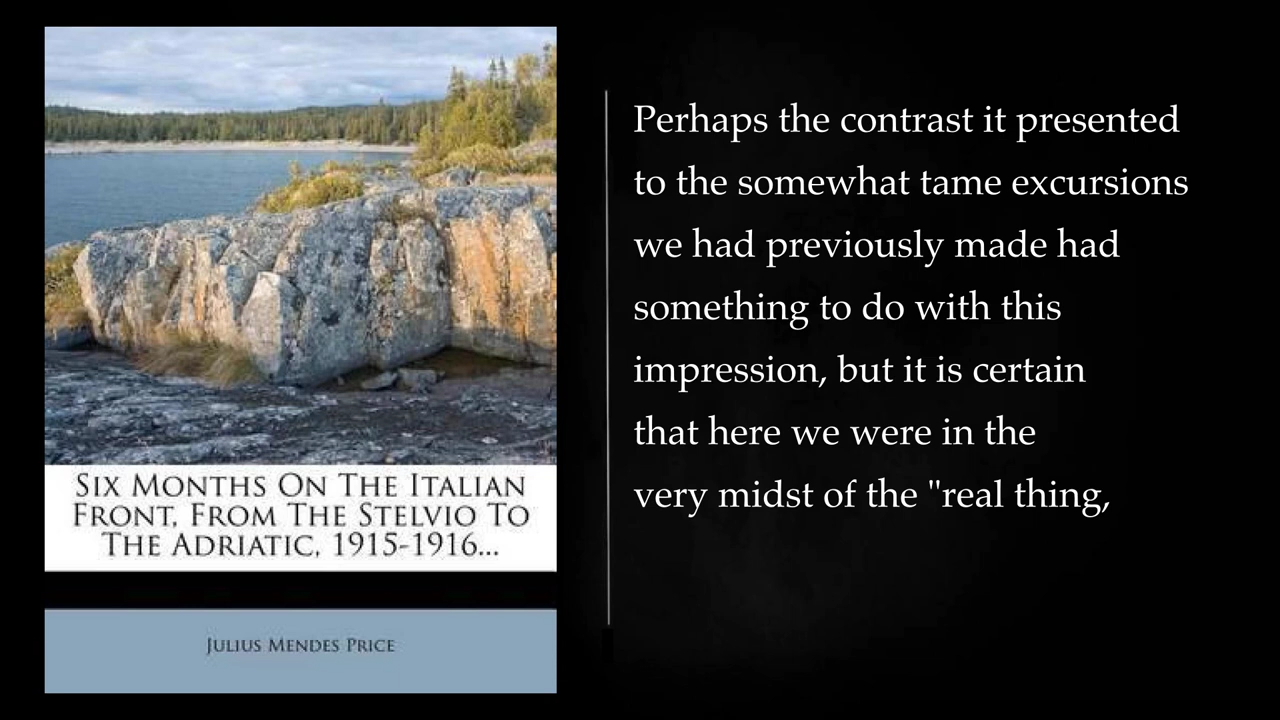 Six Months On The Italian
Front, From The Stelvio To
The Adriatic, 1915-1916...
Julius Mendes Price
Perhaps the contrast it presented
to the somewhat tame excursions
we had previously made had
something to do with this
impression, but it is certain
that here we were in the
very midst of the "real thing,